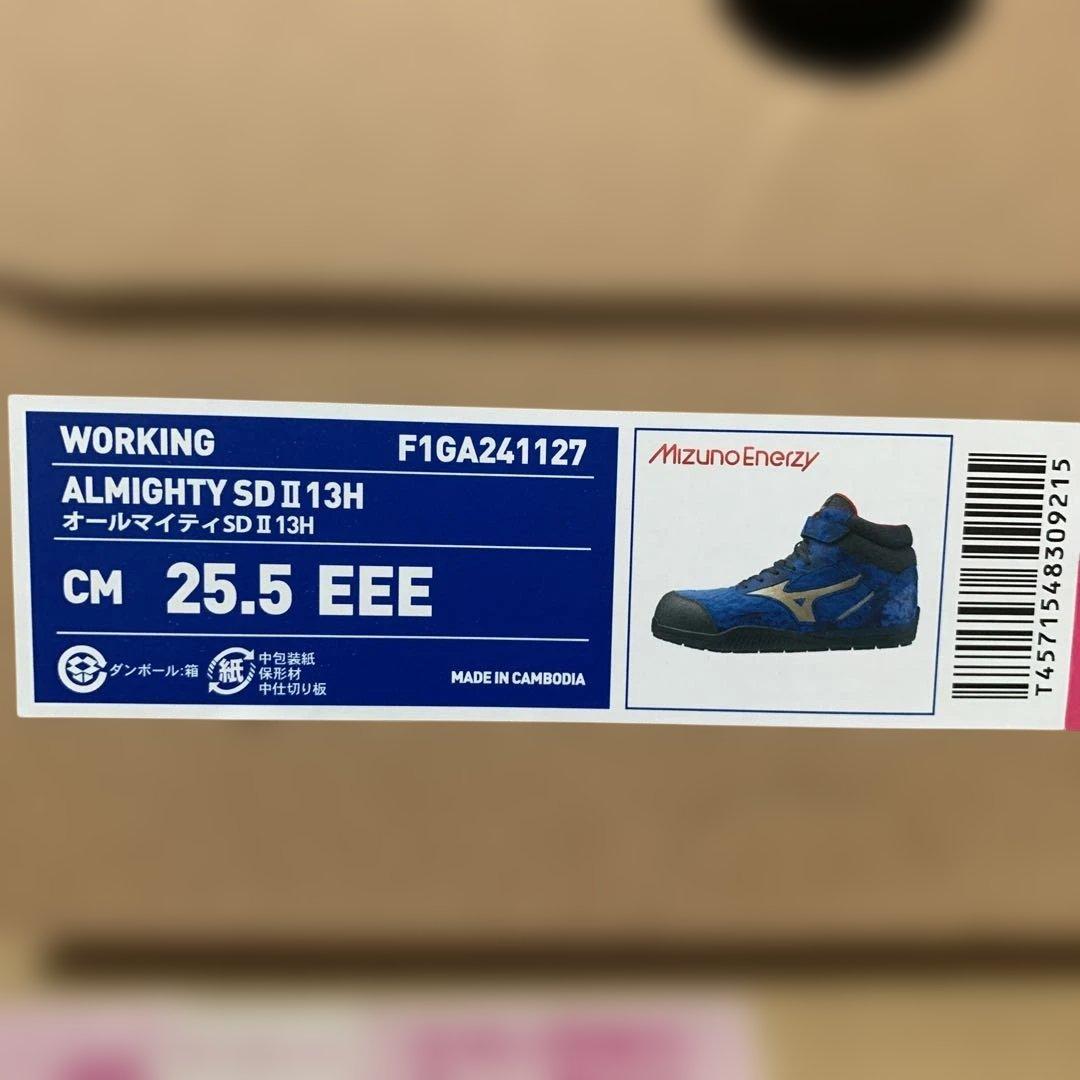 WORKING
F1GA241127
ALMIGHTY SD II 13H
オールマイティSD II 13H
CM 25.5 EEE
ダンボール:箱
紙
中包装紙
保形材
中仕切り板
MADE IN CAMBODIA
Mizuno Enerzy
T4571548309215